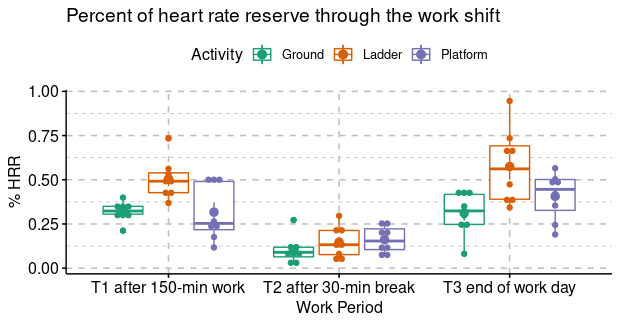 Percent of heart rate reserve through the work shift
Activity Ground Ladder Platform
1.00
0.75
0.50
0.25
0.00
% HRR
T1 after 150-min work T2 after 30-min break T3 end of work day
Work Period